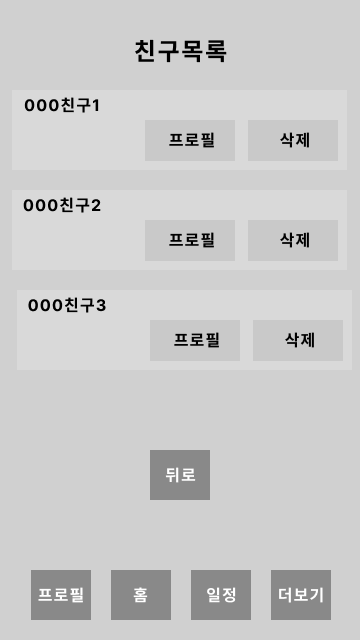 친구목록
000친구1
프로필 삭제
000친구2
프로필 삭제
000친구3
프로필 삭제
뒤로
프로필 홈 일정 더보기